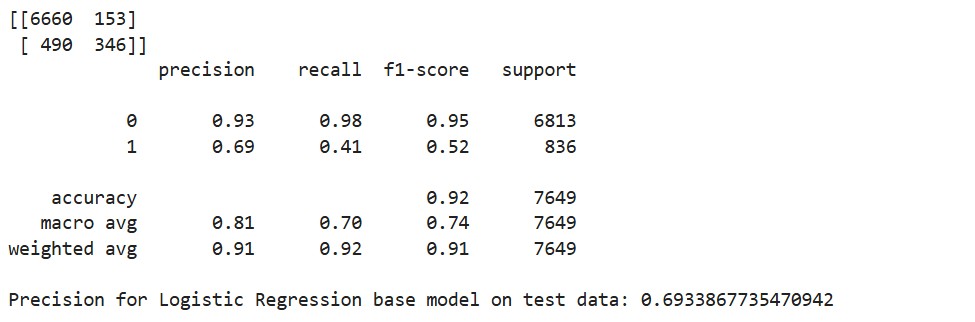 [[6660  153]
 [ 490  346]]
              precision    recall  f1-score   support

           0       0.93      0.98      0.95      6813
           1       0.69      0.41      0.52       836

    accuracy                           0.92      7649
   macro avg       0.81      0.70      0.74      7649
weighted avg       0.91      0.92      0.91      7649

Precision for Logistic Regression base model on test data: 0.6933867735470942